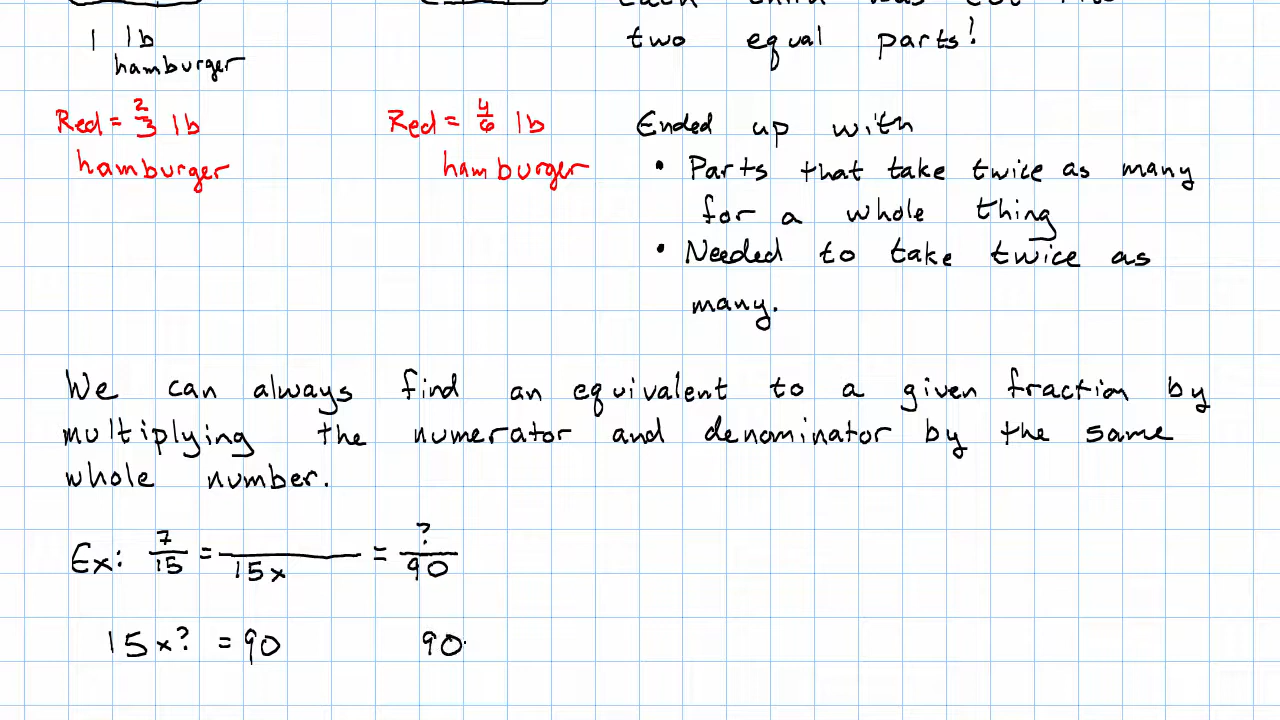 two equal parts?
1 lb
hamburger
Red = 2/3 lb
hamburger
Red = 4/6 lb
hamburger
Ended up with
• Parts that take twice as many
for a whole thing
• Needed to take twice as
many.
We can always find an equivalent to a given fraction by
multiplying the numerator and denominator by the same
whole number.
Ex: 7/15 = /15x = ?/90
15x? = 90 90